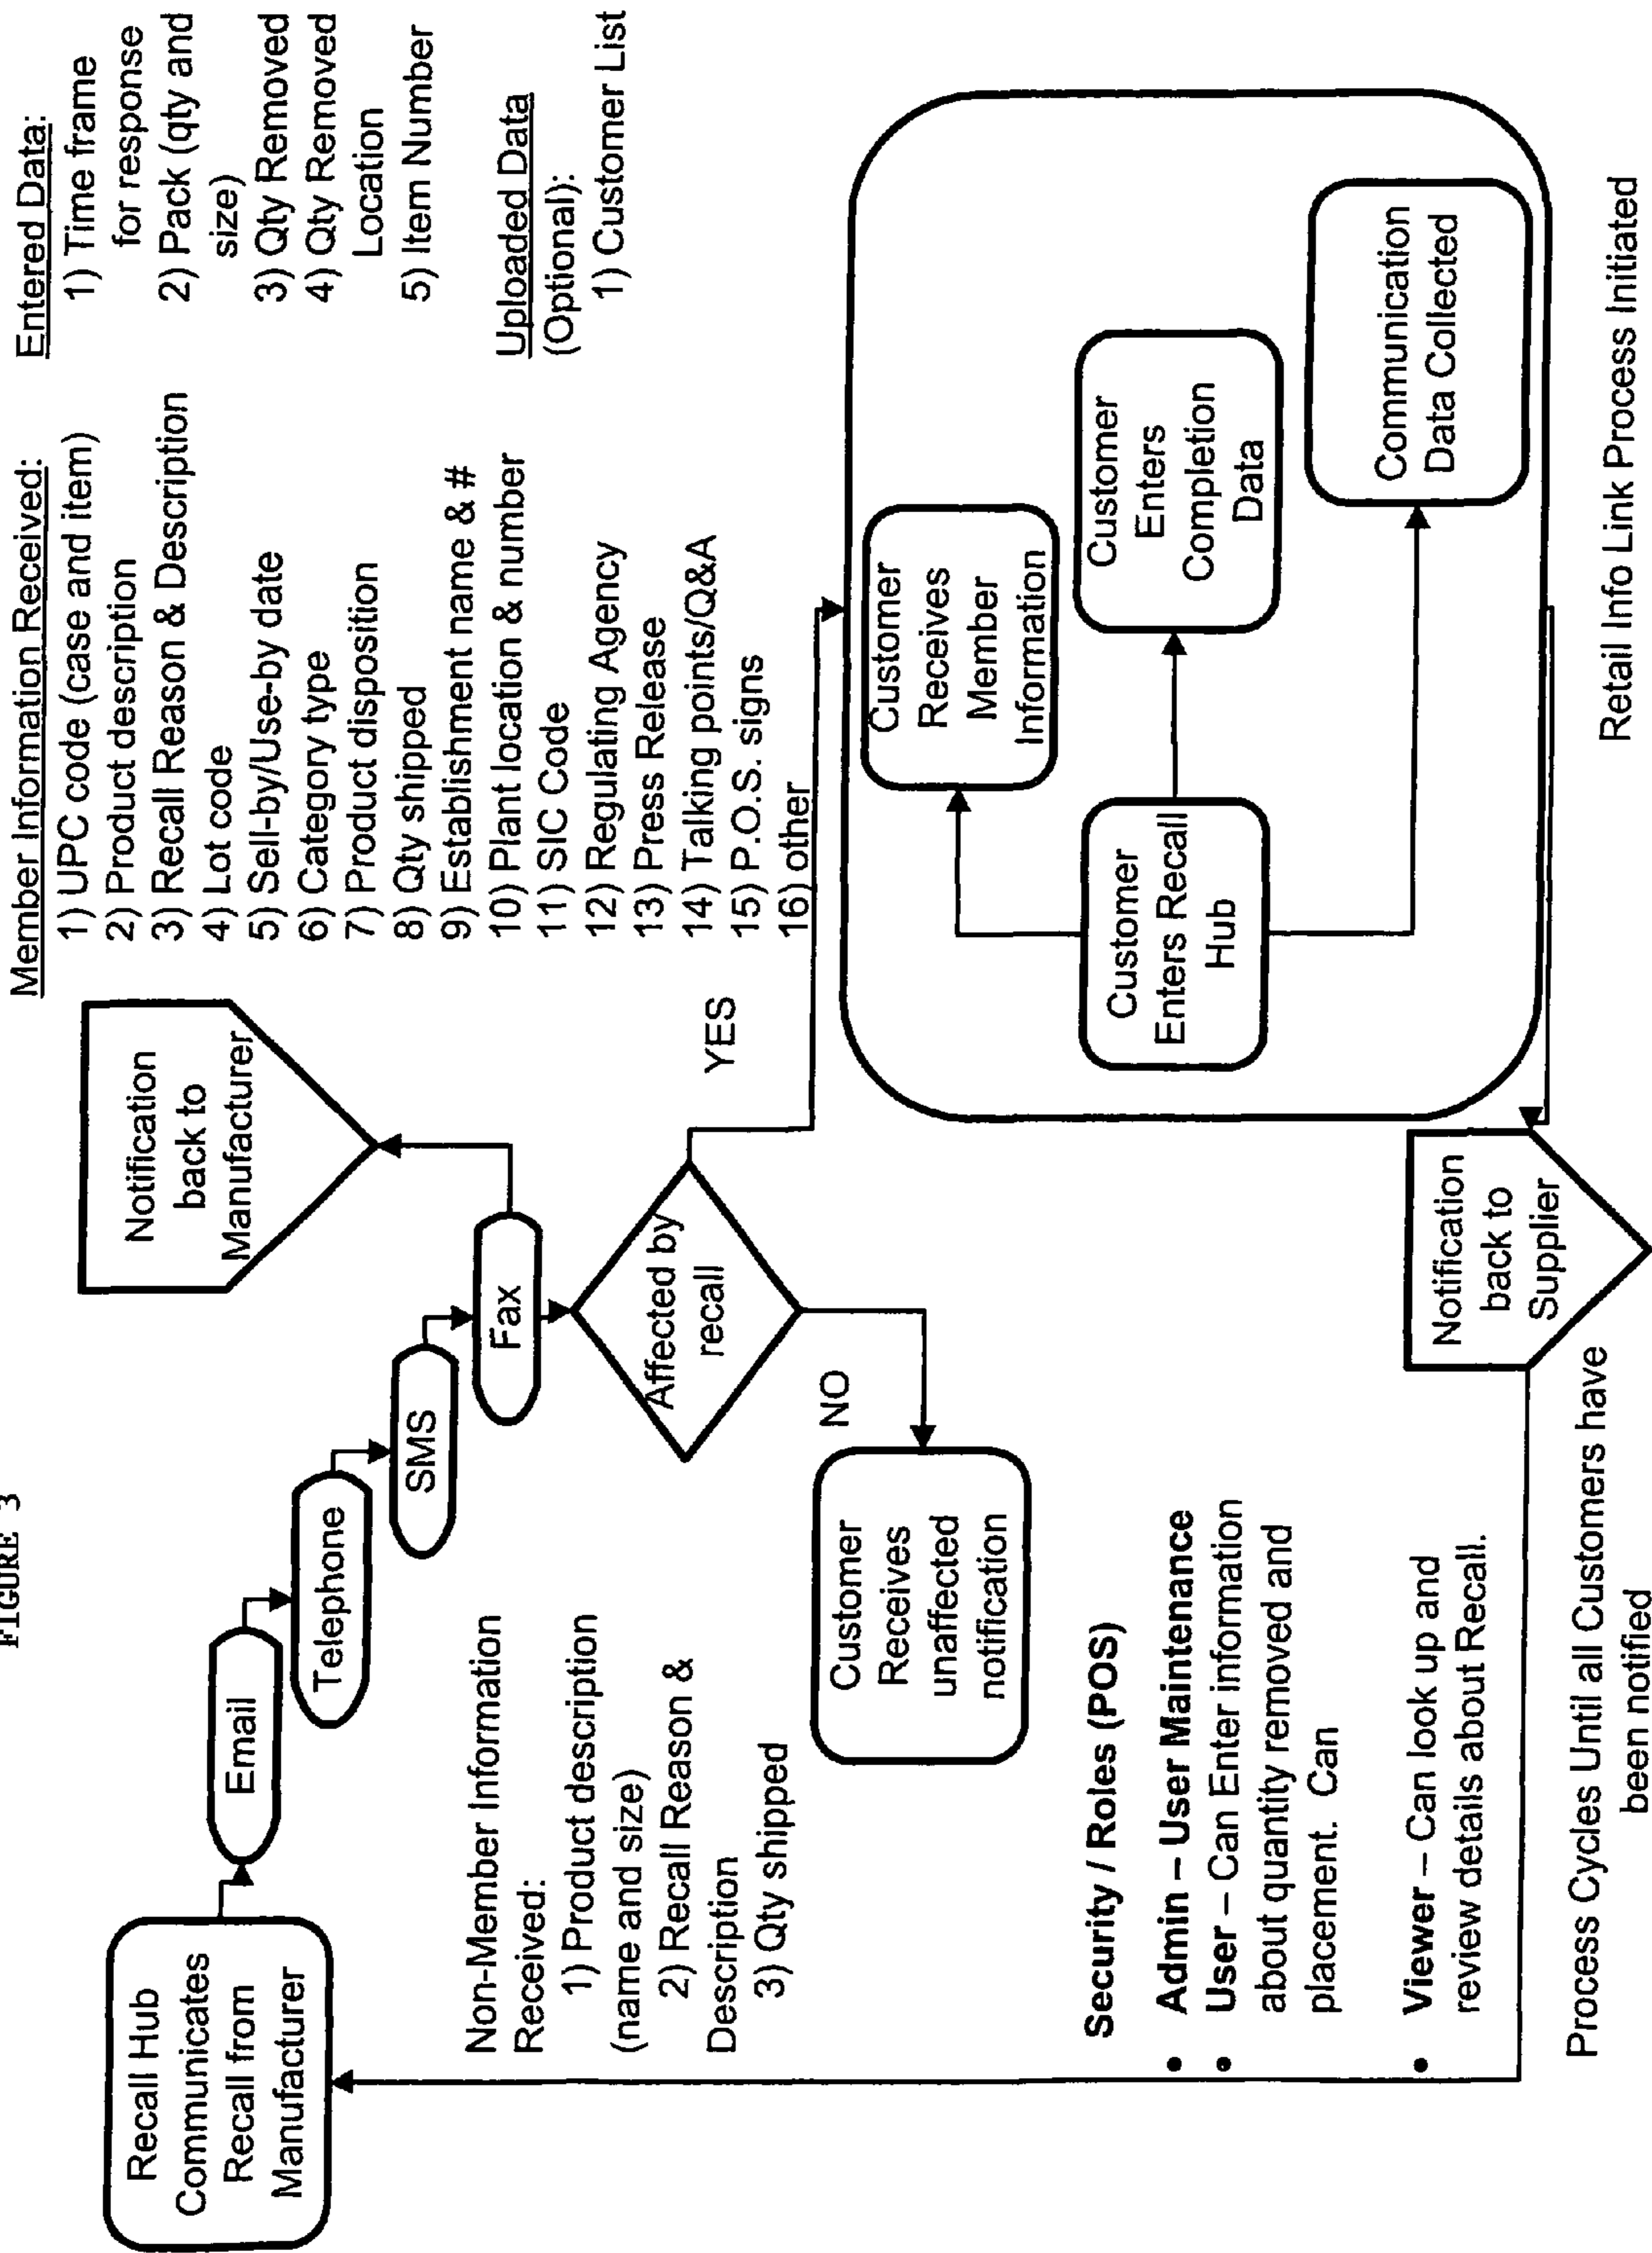 FIGURE 3
Recall Hub
Communicates
Recall from
Manufacturer
Email
Telephone
SMS
Fax
Notification
back to
Manufacturer
Member Information Received:
1) UPC code (case and item)
2) Product description
3) Recall Reason & Description
4) Lot code
5) Sell-by/Use-by date
6) Category type
7) Product disposition
8) Qty shipped
9) Establishment name & #
10) Plant location & number
11) SIC Code
12) Regulating Agency
13) Press Release
14) Talking points/Q&A
15) P.O.S. signs
16) other
Entered Data:
1) Time frame
for response
2) Pack (qty and
size)
3) Qty Removed
4) Qty Removed
Location
5) Item Number
Uploaded Data
(Optional):
1) Customer List
Non-Member Information
Received:
1) Product description
(name and size)
2) Recall Reason &
Description
3) Qty shipped
Affected by
recall
YES
NO
Customer
Receives
unaffected
notification
Customer
Enters Recall
Hub
Customer
Receives
Member
Information
Customer
Enters
Completion
Data
Communication
Data Collected
Security / Roles (POS)
• Admin – User Maintenance
• User – Can Enter information
about quantity removed and
placement. Can
• Viewer – Can look up and
review details about Recall.
Notification
back to
Supplier
Process Cycles Until all Customers have
been notified
Retail Info Link Process Initiated